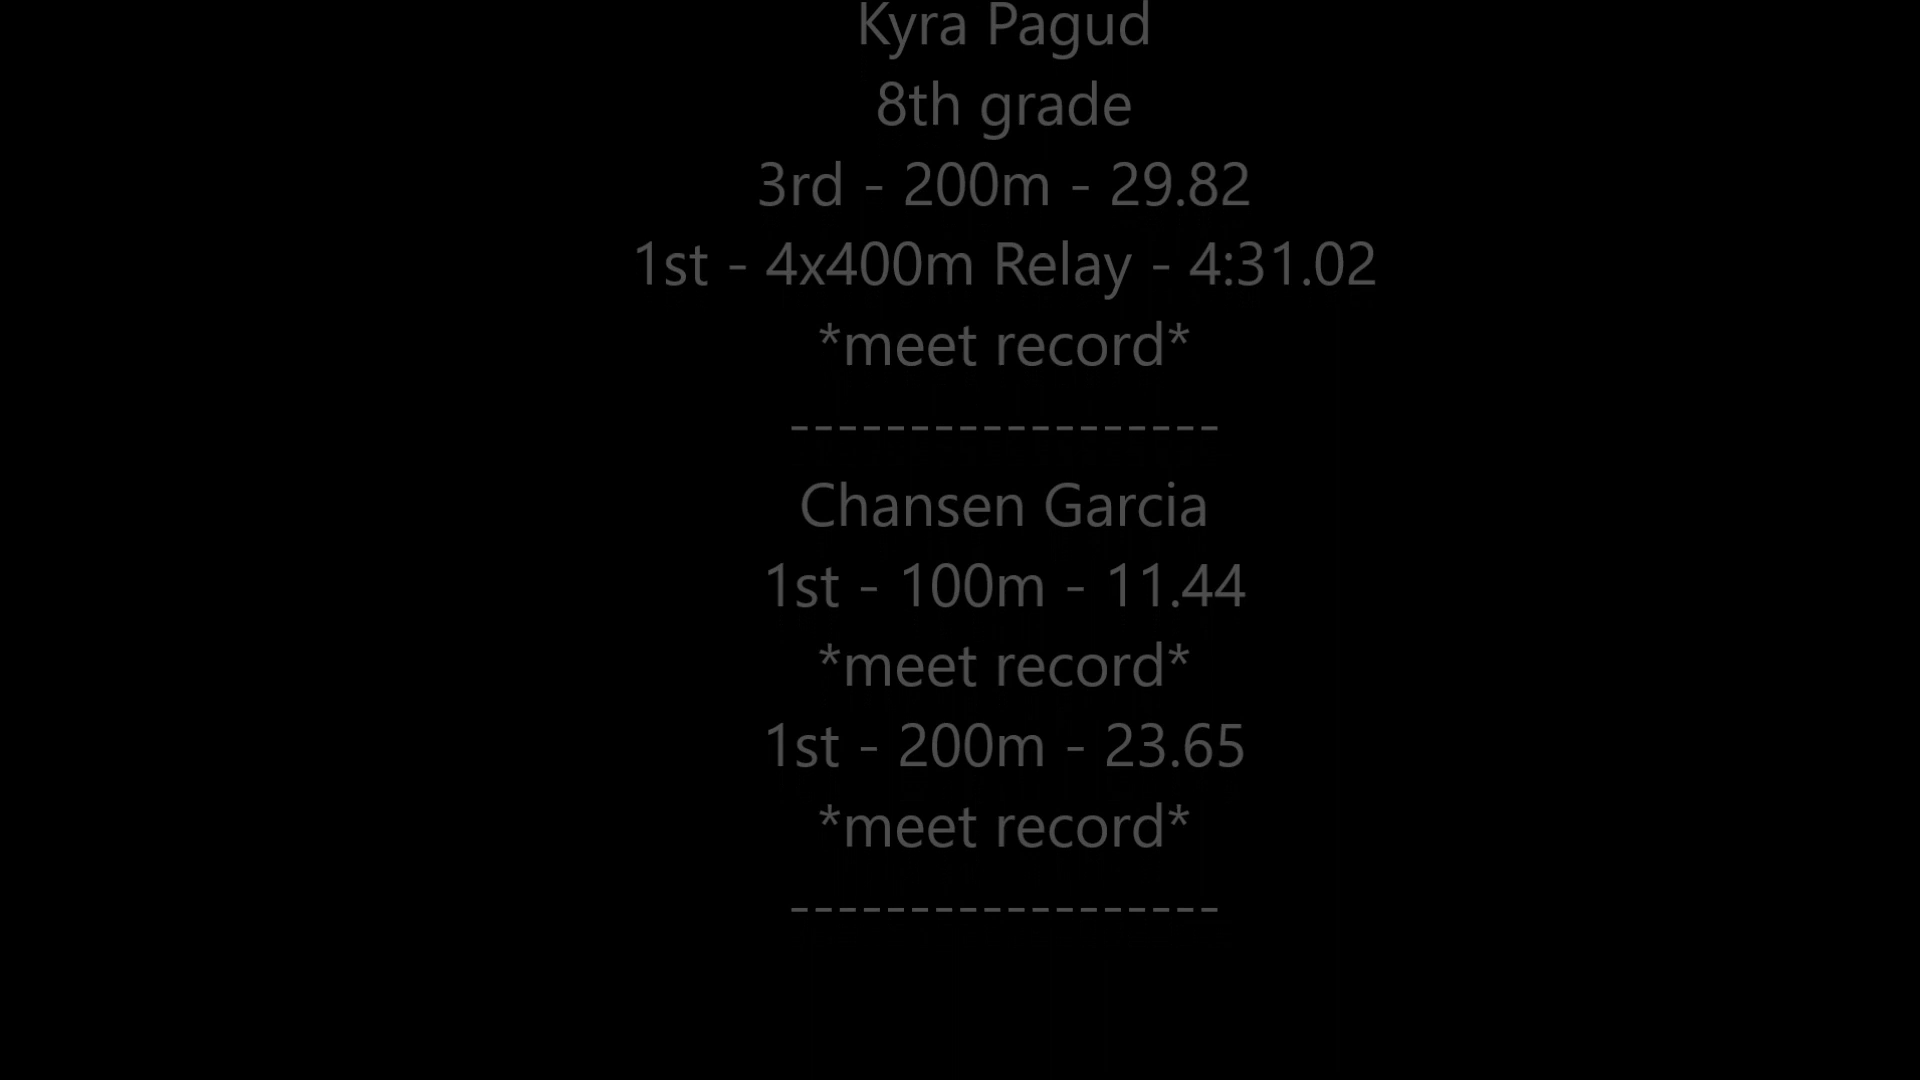 Kyra Pagud
8th grade
3rd - 200m - 29.82
1st - 4x400m Relay - 4:31.02
*meet record*
------------------
Chansen Garcia
1st - 100m - 11.44
*meet record*
1st - 200m - 23.65
*meet record*
------------------